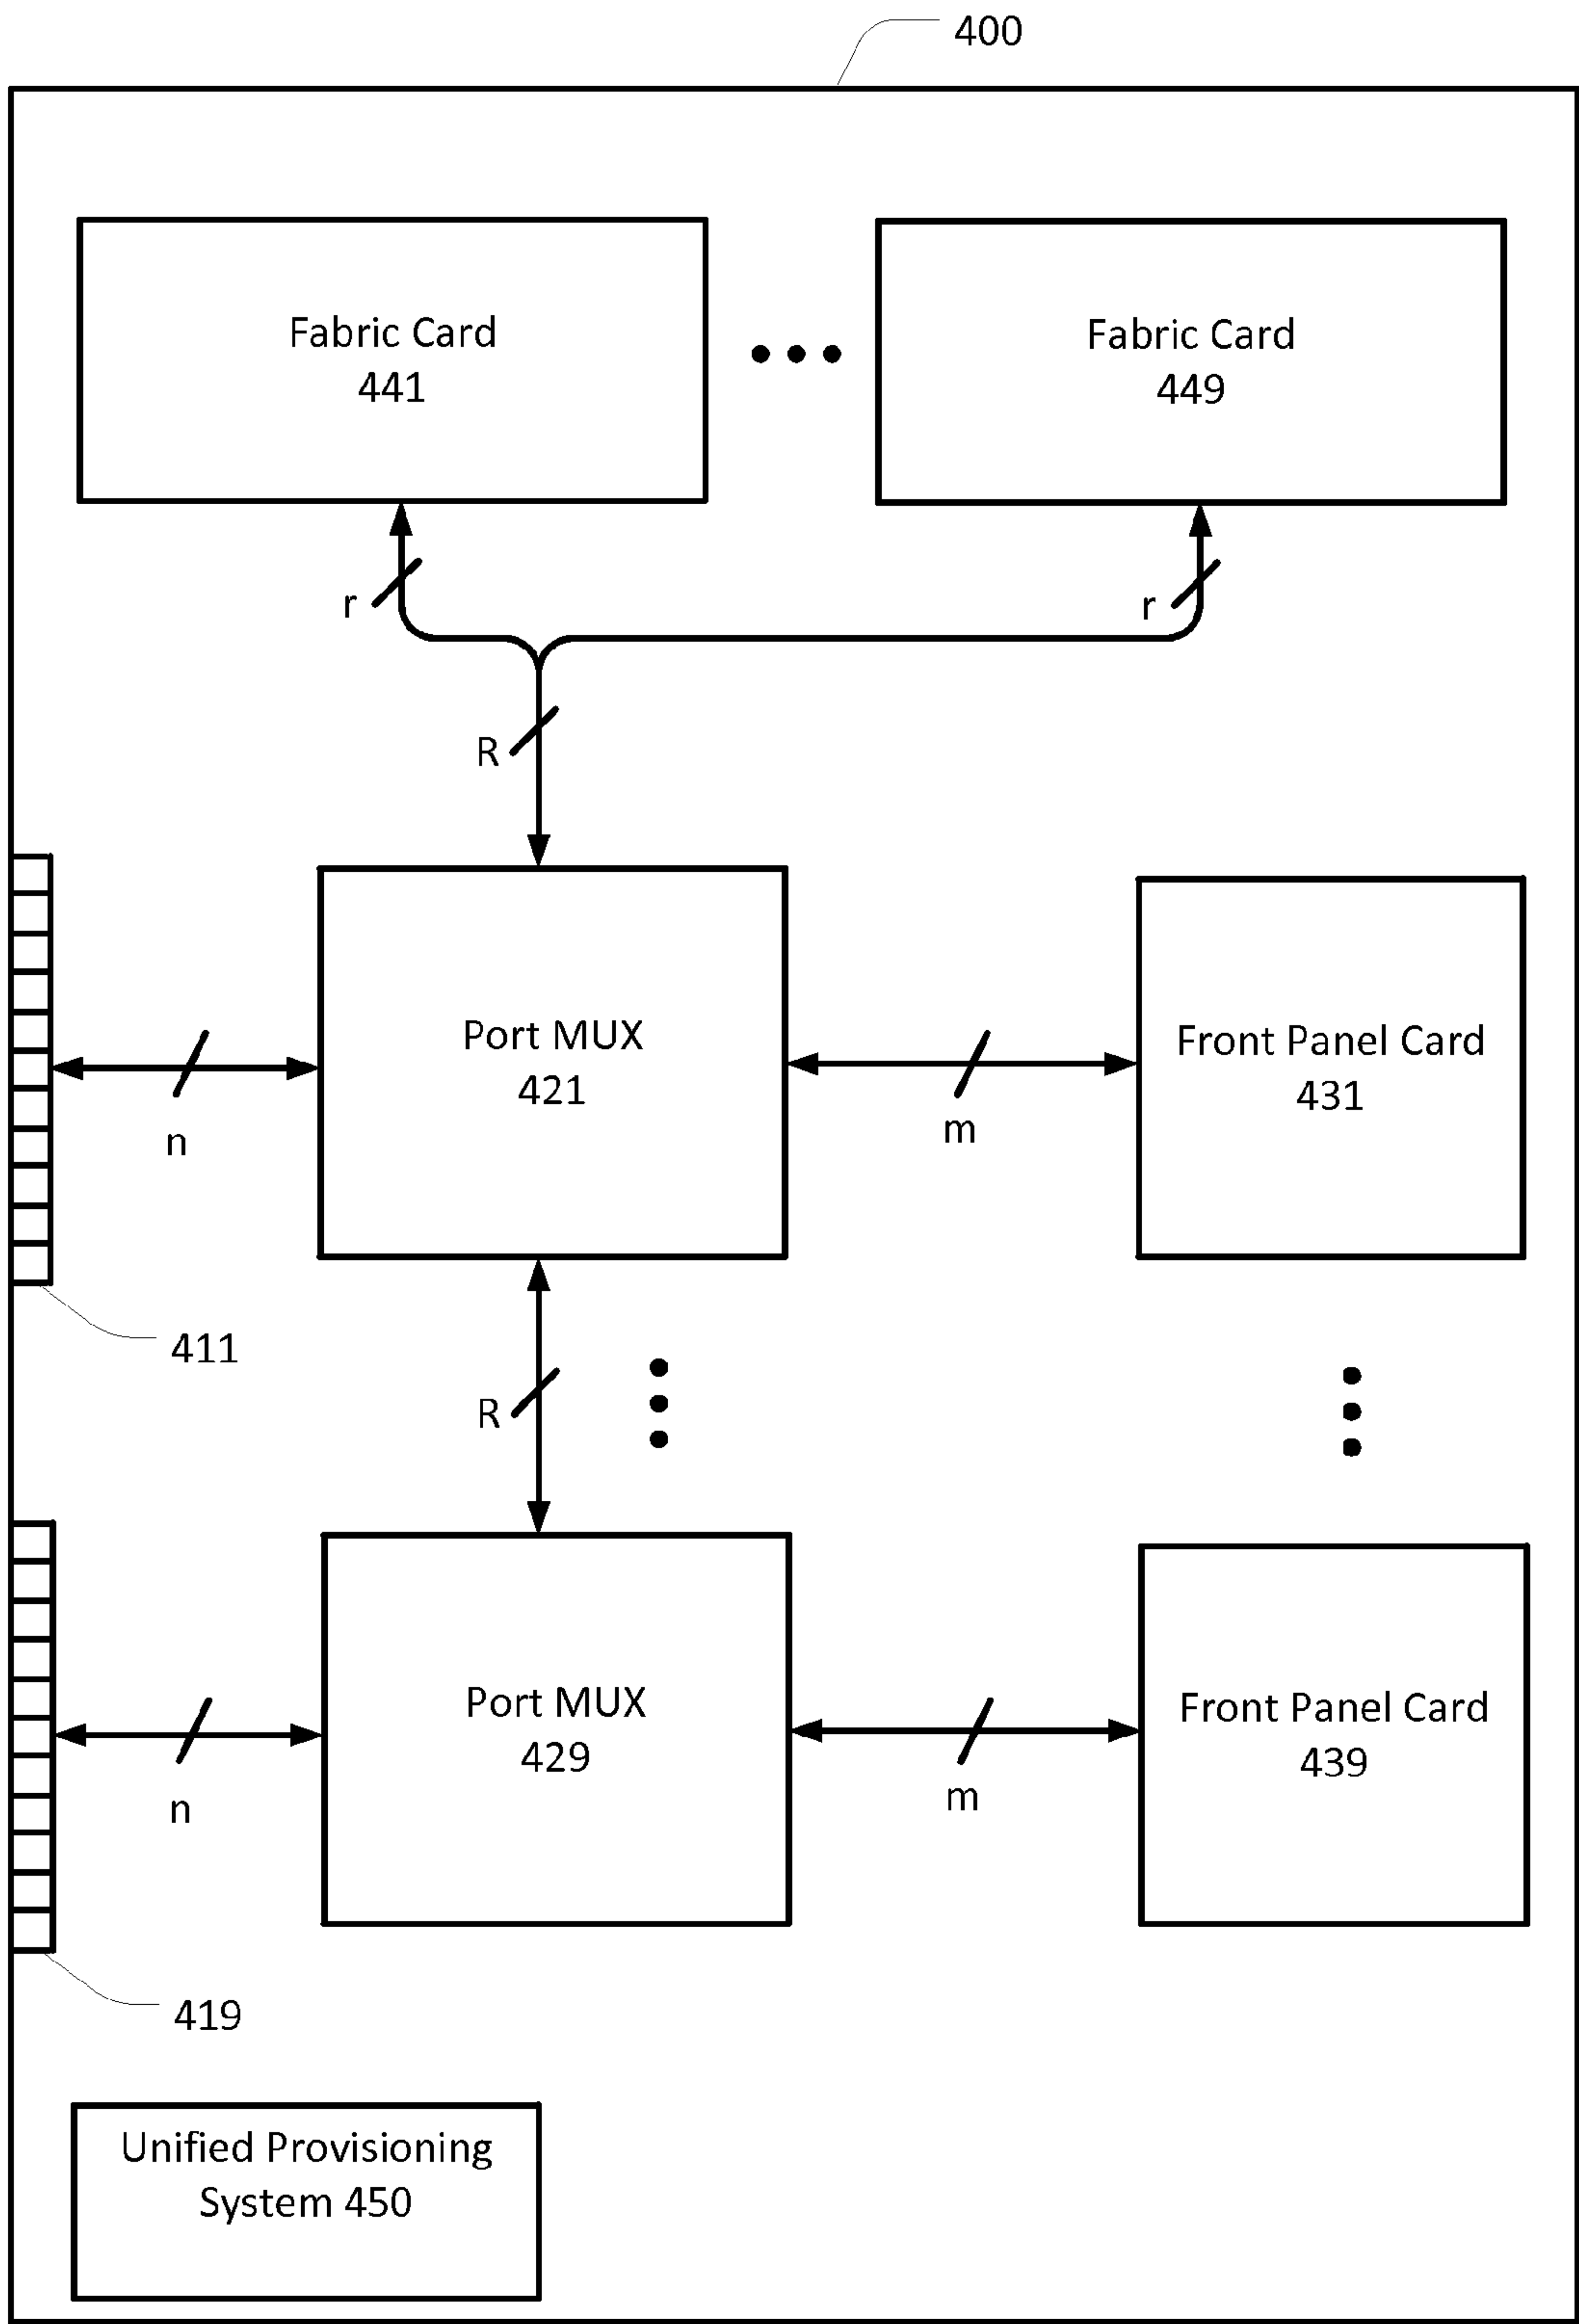 400
Fabric Card
441
Fabric Card
449
r
r
R
Port MUX
421
Front Panel Card
431
n
m
411
R
Port MUX
429
Front Panel Card
439
n
m
419
Unified Provisioning
System 450